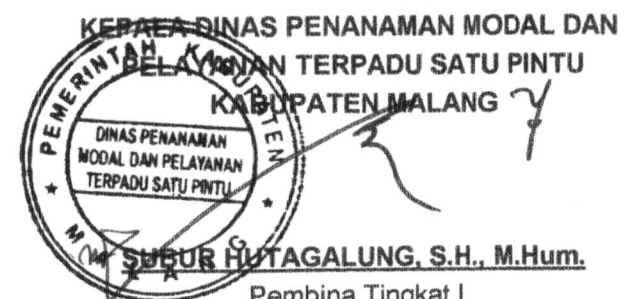 KEPALA DINAS PENANAMAN MODAL DAN
PELAYANAN TERPADU SATU PINTU
KABUPATEN MALANG
PEMERINTAH KABUPATEN
DINAS PENANAMAN
MODAL DAN PELAYANAN
TERPADU SATU PINTU
MALANG
SUBUR HUTAGALUNG, S.H., M.Hum.
Pembina Tingkat I